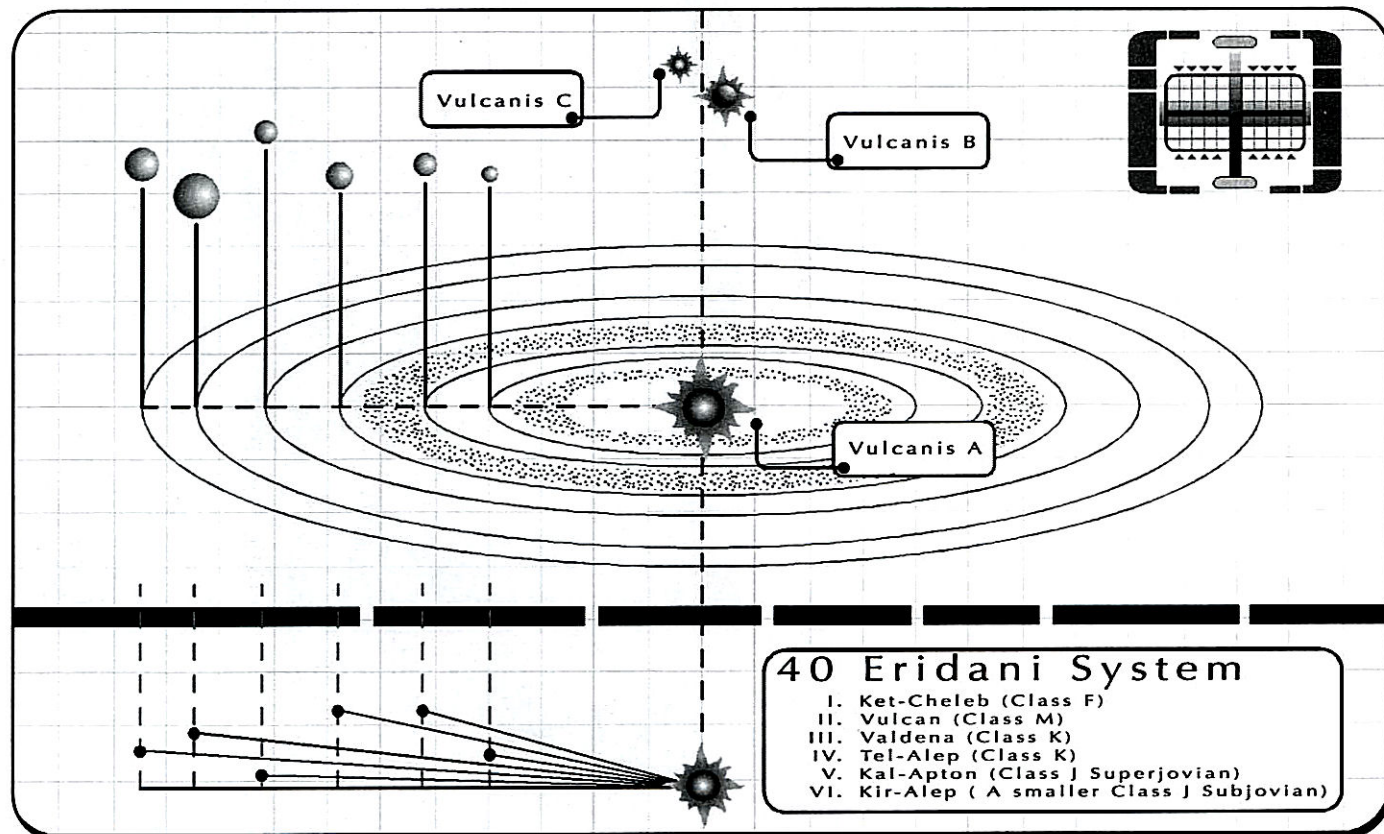 Vulcanis C
Vulcanis B
Vulcanis A
40 Eridani System
I. Ket-Cheleb (Class F)
II. Vulcan (Class M)
III. Valdena (Class K)
IV. Tel-Alep (Class K)
V. Kal-Apton (Class J Superjovian)
VI. Kir-Alep ( A smaller Class J Subjovian)